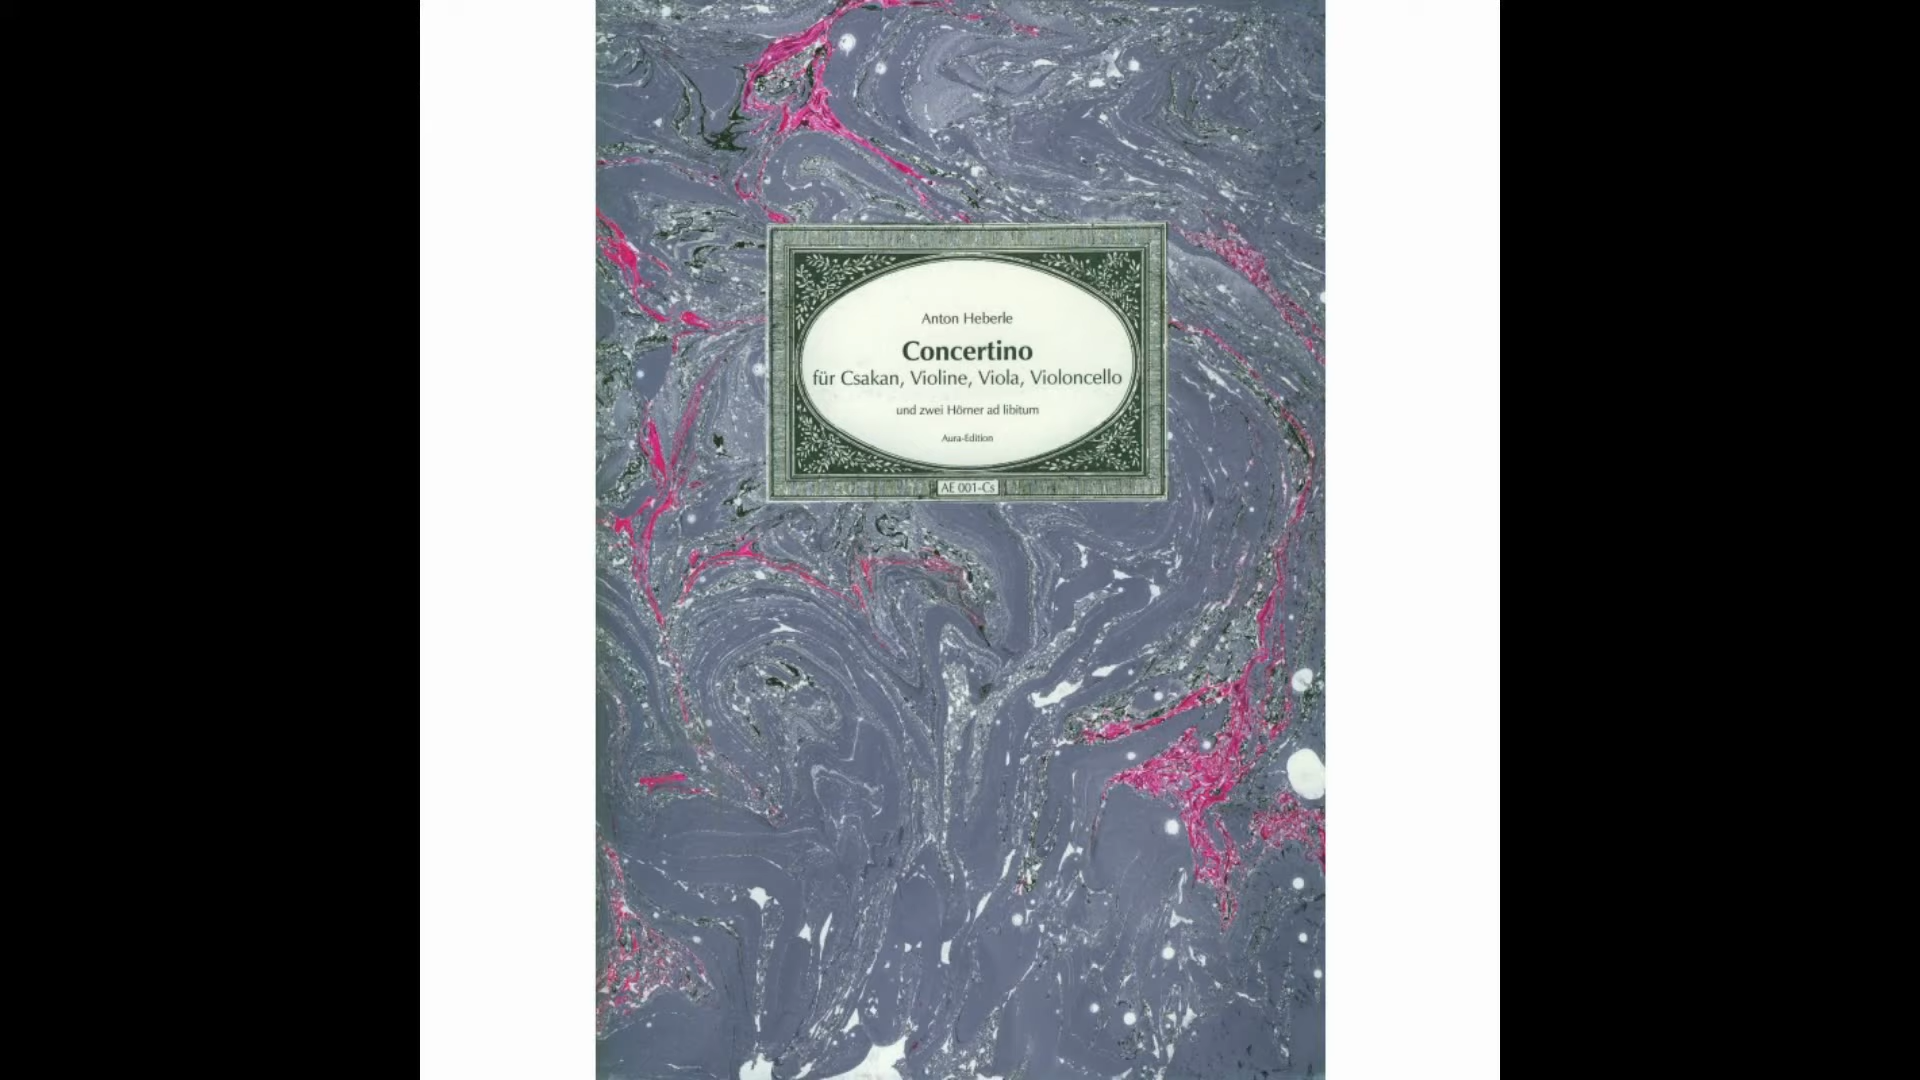 Anton Heberle
Concertino
für Csakan, Violine, Viola, Violoncello
und zwei Hörner ad libitum
Aura-Edition
AE 001-Cs